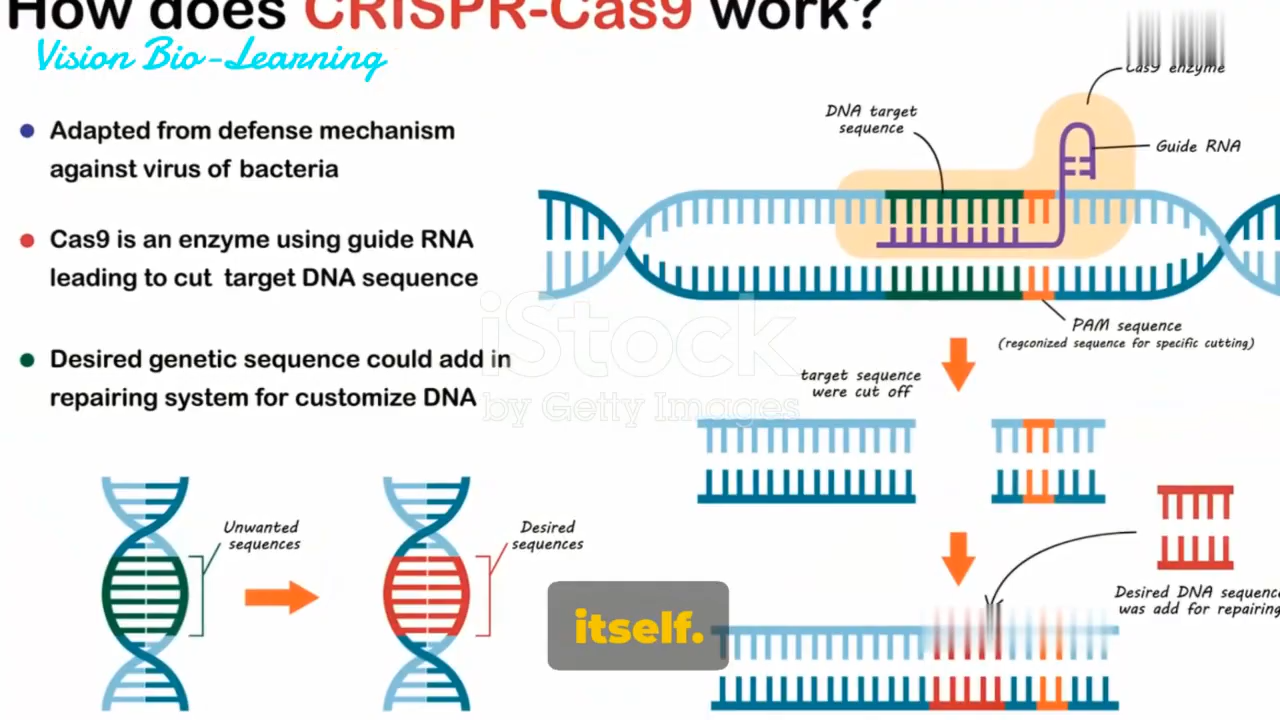 How does CRISPR-Cas9 work?
Vision Bio-Learning
Adapted from defense mechanism
against virus of bacteria
Cas9 is an enzyme using guide RNA
leading to cut target DNA sequence
Desired genetic sequence could add in
repairing system for customize DNA
Cas9 enzyme
DNA target
sequence
Guide RNA
PAM sequence
(regconized sequence for specific cutting)
target sequence
were cut off
iStock
by Getty Images
Unwanted
sequences
Desired
sequences
Desired DNA sequence
was add for repairing
itself.